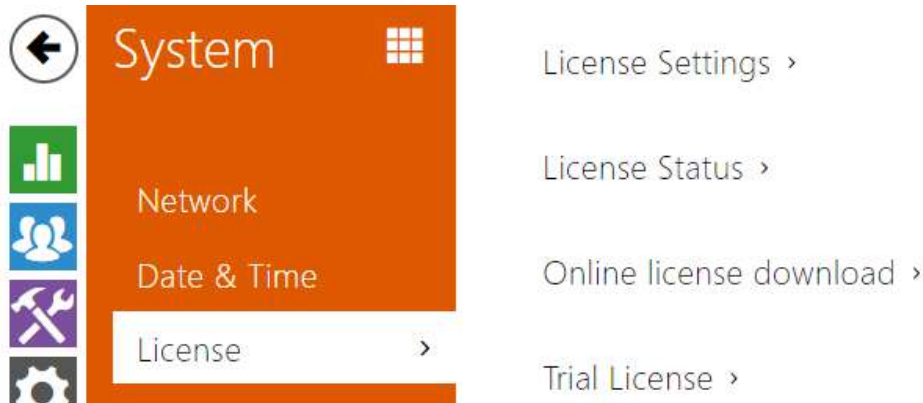 System
Network
Date & Time
License
License Settings
License Status
Online license download
Trial License